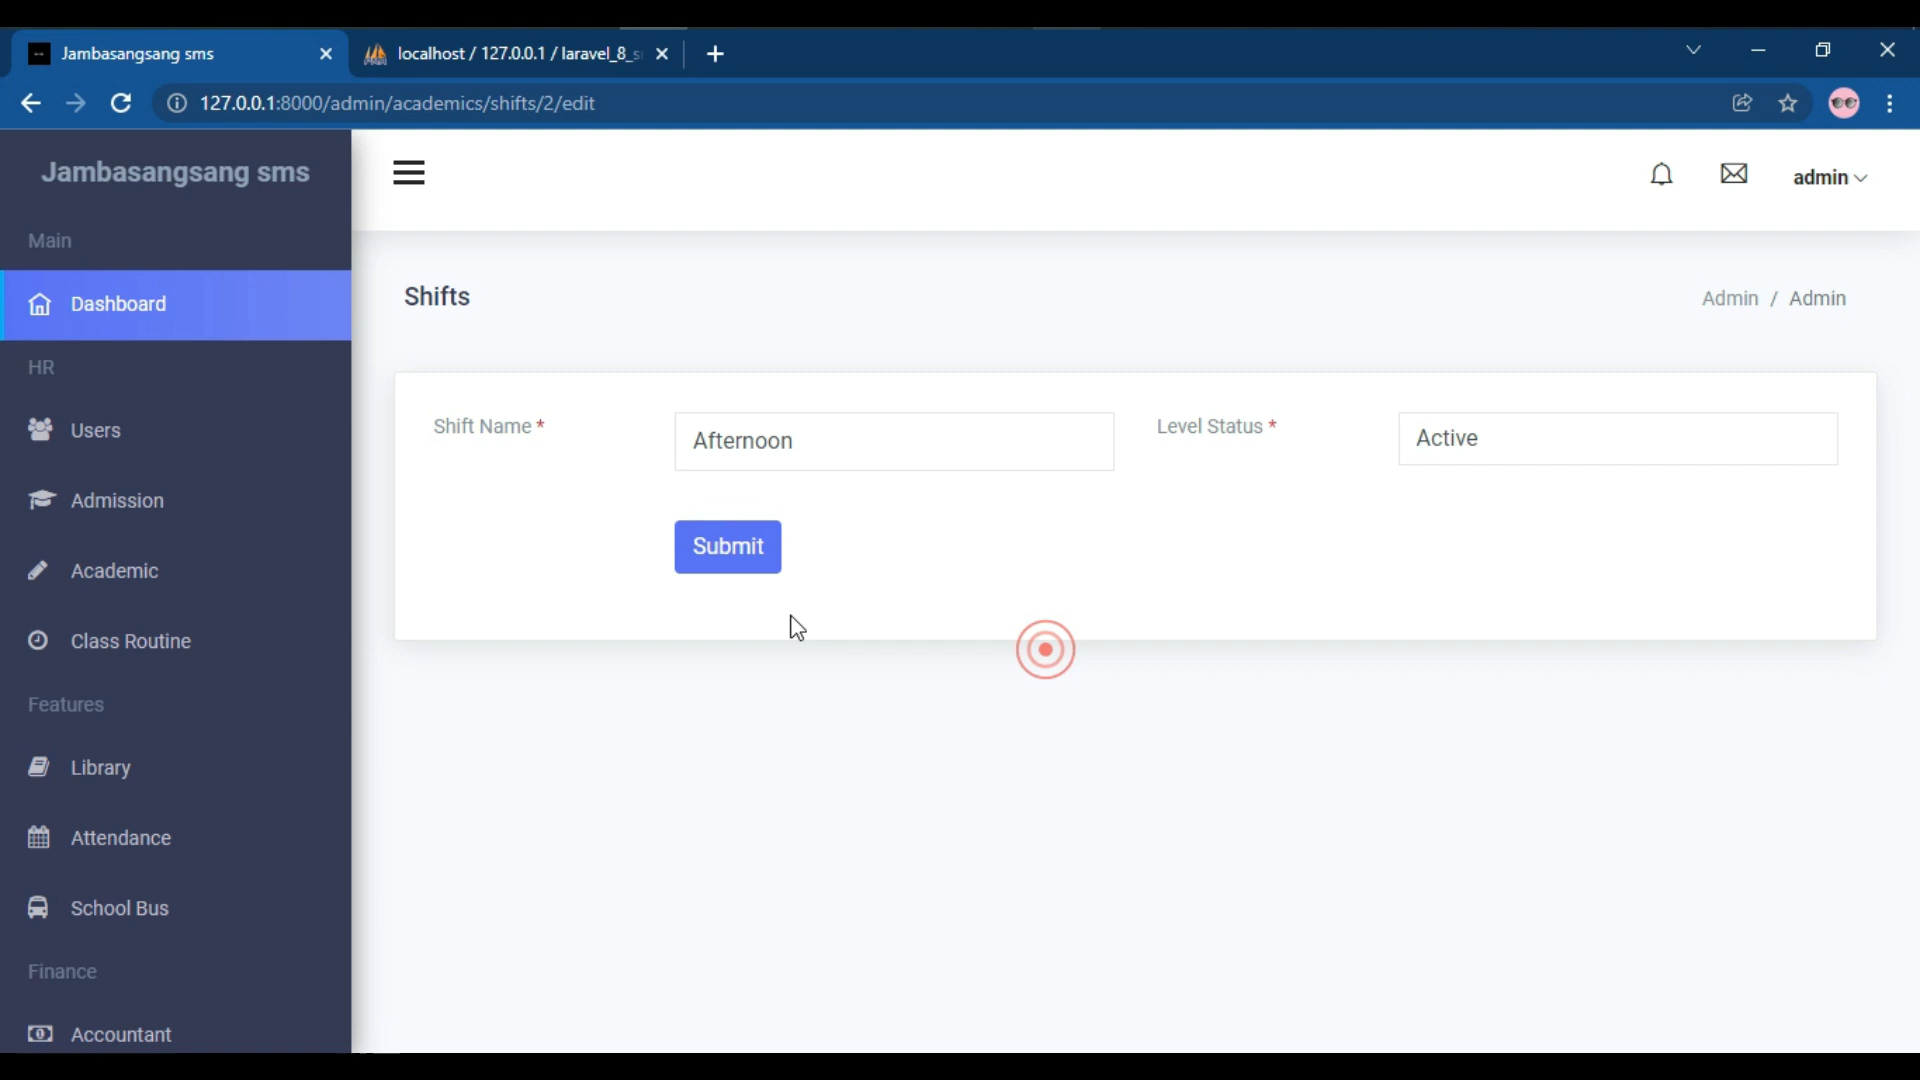 Jambasangsang sms
localhost / 127.0.0.1 / laravel_8_s
127.0.0.1:8000/admin/academics/shifts/2/edit
Jambasangsang sms
admin
Main
Dashboard
Shifts
Admin / Admin
HR
Users
Shift Name *
Afternoon
Level Status *
Active
Admission
Submit
Academic
Class Routine
Features
Library
Attendance
School Bus
Finance
Accountant